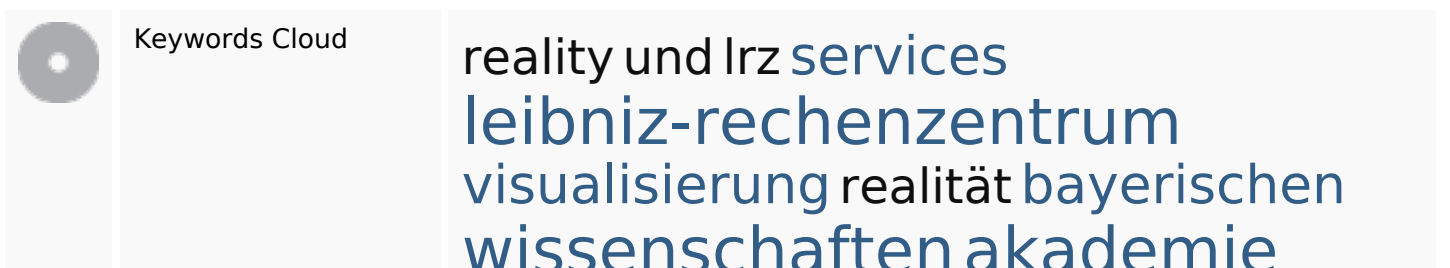 Keywords Cloud
reality und lrz services
leibniz-rechenzentrum
visualisierung realität bayerischen
wissenschaften akademie